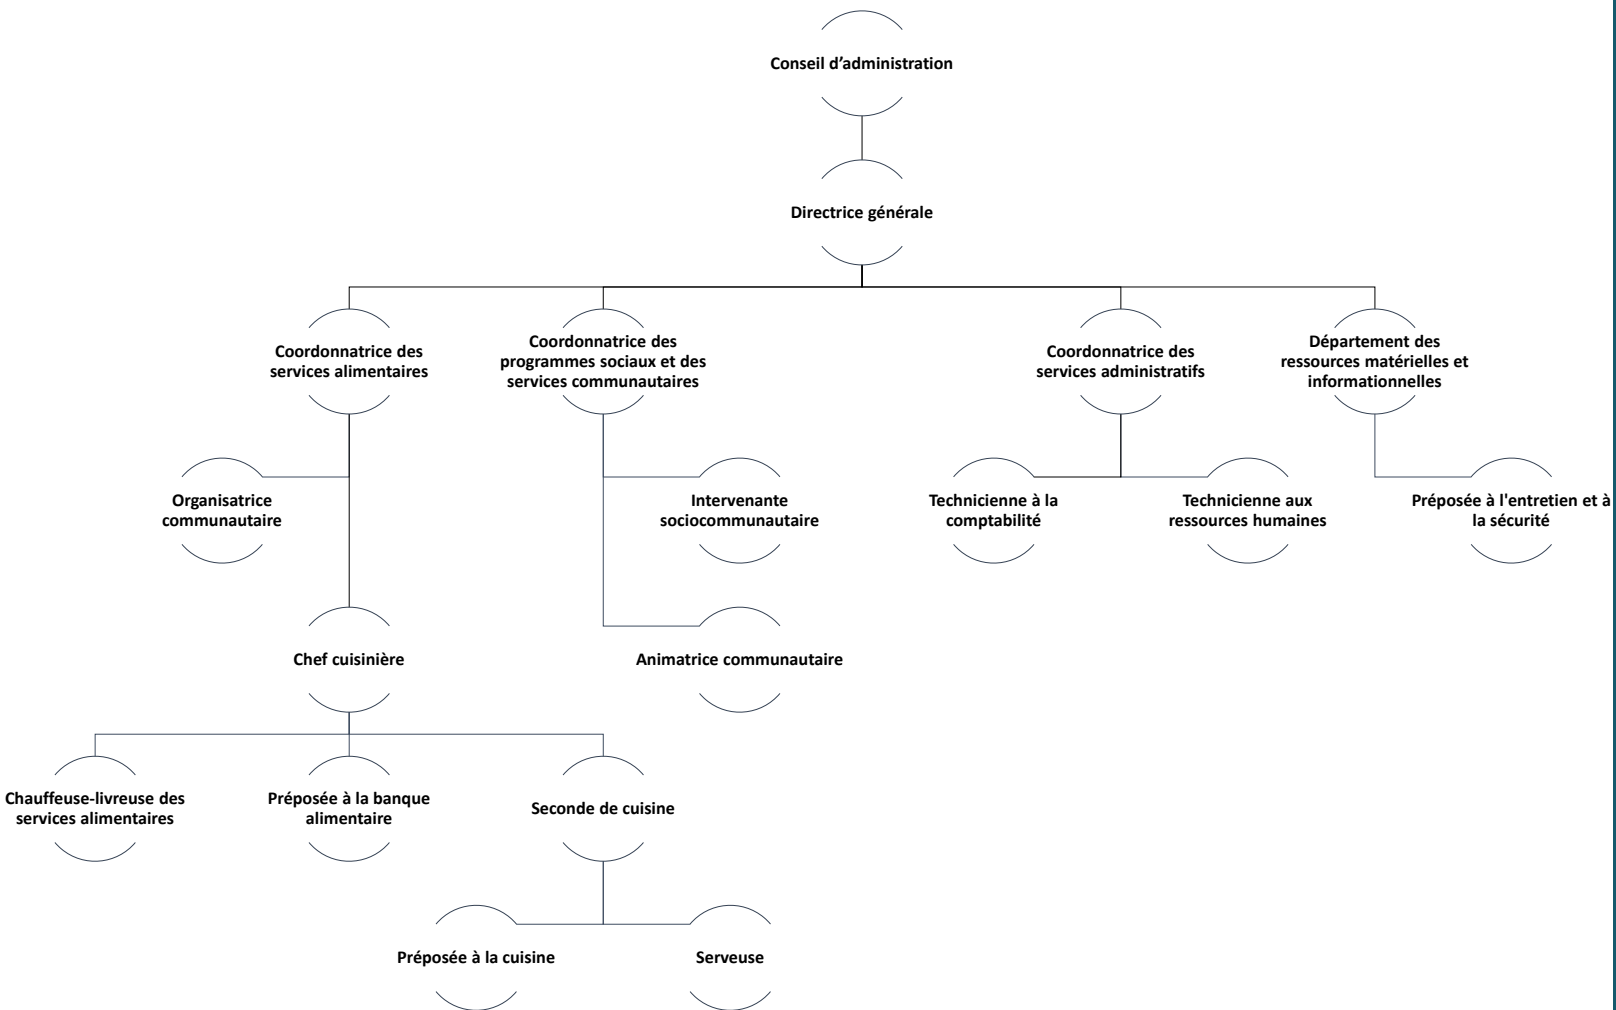 Conseil d’administration
Directrice générale
Coordonnatrice des
services alimentaires
Coordonnatrice des
programmes sociaux et des
services communautaires
Coordonnatrice des
services administratifs
Département des
ressources matérielles et
informationnelles
Organisatrice
communautaire
Intervenante
sociocommunautaire
Technicienne à la
comptabilité
Technicienne aux
ressources humaines
Préposée à l'entretien et à
la sécurité
Chef cuisinière
Animatrice communautaire
Chauffeuse-livreuse des
services alimentaires
Préposée à la banque
alimentaire
Seconde de cuisine
Préposée à la cuisine
Serveuse